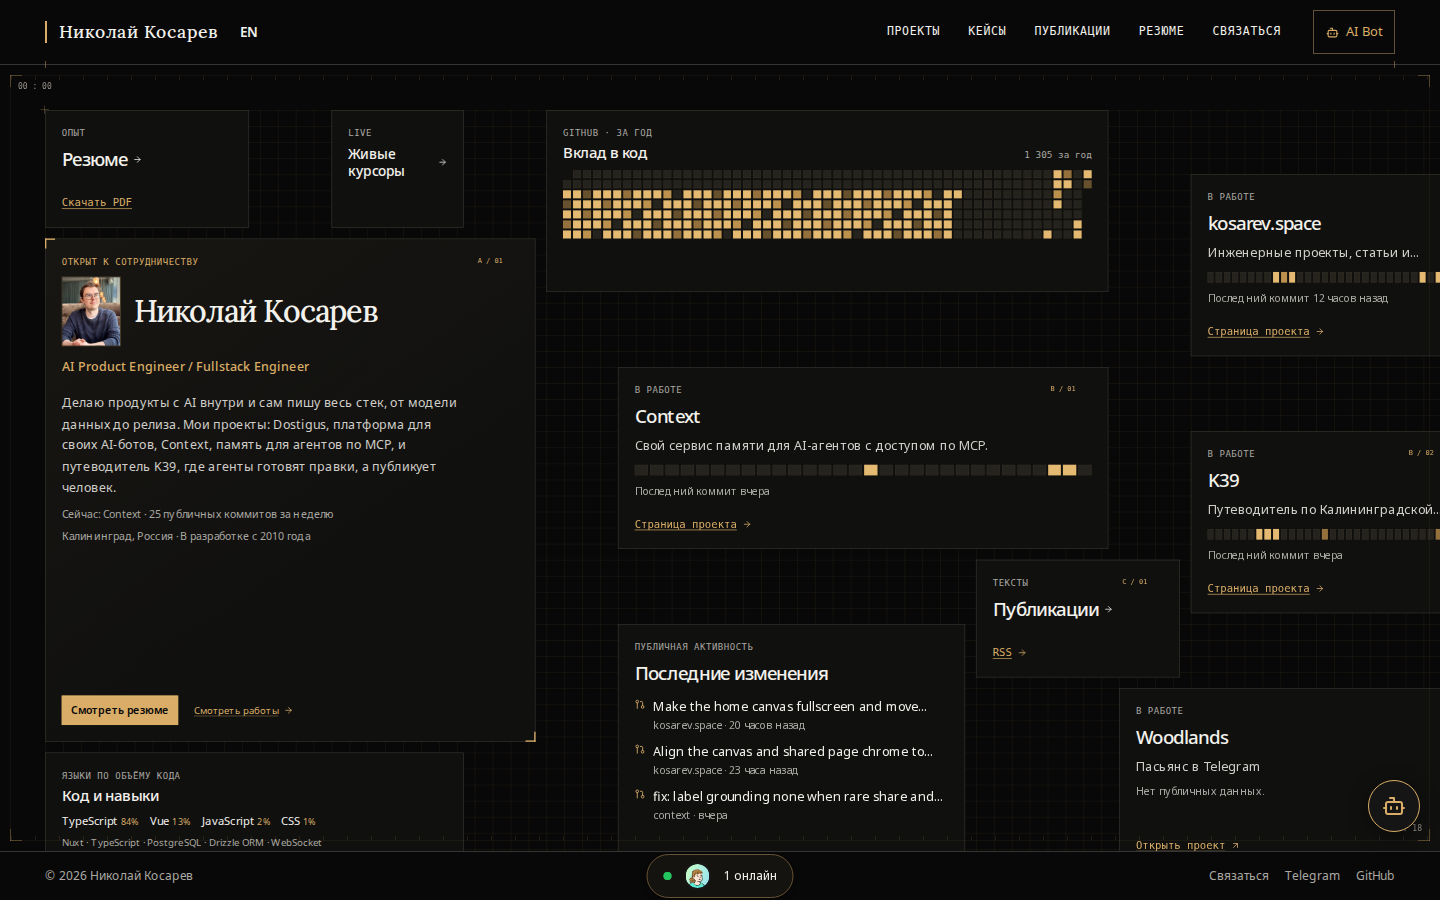 Николай Косарев
EN
ПРОЕКТЫ
КЕЙСЫ
ПУБЛИКАЦИИ
РЕЗЮМЕ
СВЯЗАТЬСЯ
AI Bot
00 : 00
ОПЫТ
Резюме →
Скачать PDF
LIVE
Живые
курсоры →
GITHUB · ЗА ГОД
Вклад в код
1 305 за год
В РАБОТЕ
kosarev.space
Инженерные проекты, статьи и...
Последний коммит 12 часов назад
Страница проекта →
ОТКРЫТ К СОТРУДНИЧЕСТВУ
A / 01
Николай Косарев
AI Product Engineer / Fullstack Engineer
Делаю продукты с AI внутри и сам пишу весь стек, от модели
данных до релиза. Мои проекты: Dostigus, платформа для
своих AI-ботов, Context, память для агентов по MCP, и
путеводитель K39, где агенты готовят правки, а публикует
человек.
Сейчас: Context · 25 публичных коммитов за неделю
Калининград, Россия · В разработке с 2010 года
Смотреть резюме
Смотреть работы →
В РАБОТЕ
B / 01
Context
Свой сервис памяти для AI-агентов с доступом по MCP.
Последний коммит вчера
Страница проекта →
В РАБОТЕ
B / 02
K39
Путеводитель по Калининградской...
Последний коммит вчера
Страница проекта →
ТЕКСТЫ
C / 01
Публикации →
RSS →
ПУБЛИЧНАЯ АКТИВНОСТЬ
Последние изменения
Make the home canvas fullscreen and move...
kosarev.space · 20 часов назад
Align the canvas and shared page chrome to...
kosarev.space · 23 часа назад
fix: label grounding none when rare share and...
context · вчера
В РАБОТЕ
Woodlands
Пасьянс в Telegram
Нет публичных данных.
Открыть проект ↗
18
ЯЗЫКИ ПО ОБЪЁМУ КОДА
Код и навыки
TypeScript 84% Vue 13% JavaScript 2% CSS 1%
Nuxt · TypeScript · PostgreSQL · Drizzle ORM · WebSocket
© 2026 Николай Косарев
1 онлайн
Связаться
Telegram
GitHub